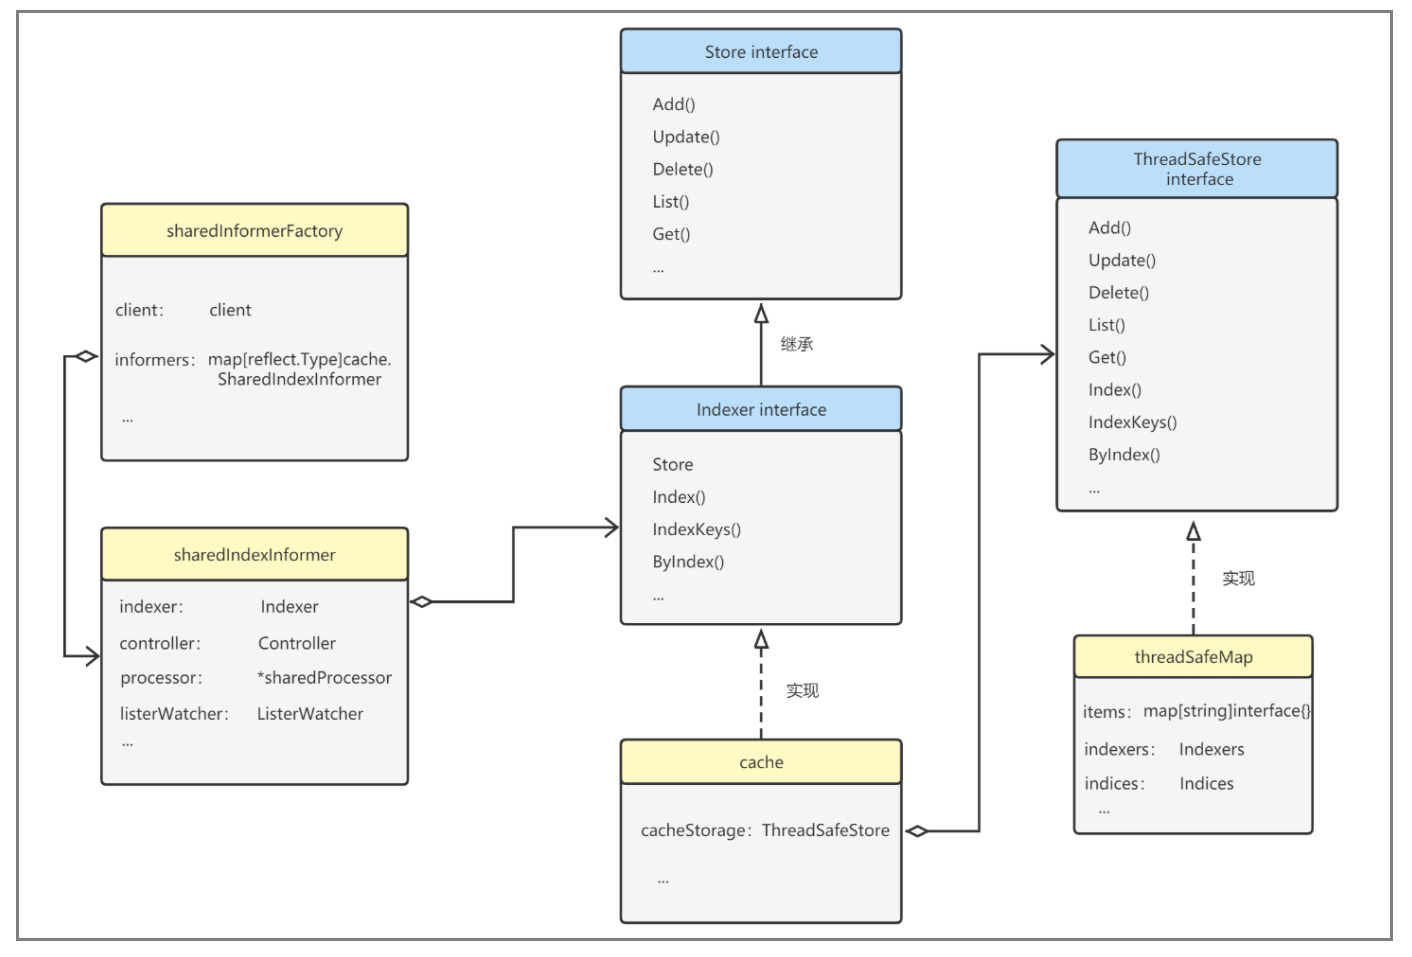 Store interface
Add()
Update()
Delete()
List()
Get()
...
ThreadSafeStore
interface
Add()
Update()
Delete()
List()
Get()
Index()
IndexKeys()
ByIndex()
...
sharedInformerFactory
client: client
informers: map[reflect.Type]cache.
SharedIndexInformer
...
继承
Indexer interface
Store
Index()
IndexKeys()
ByIndex()
...
sharedIndexInformer
indexer: Indexer
controller: Controller
processor: *sharedProcessor
listerWatcher: ListerWatcher
...
实现
实现
threadSafeMap
items: map[string]interface{}
indexers: Indexers
indices: Indices
...
cache
cacheStorage: ThreadSafeStore
...